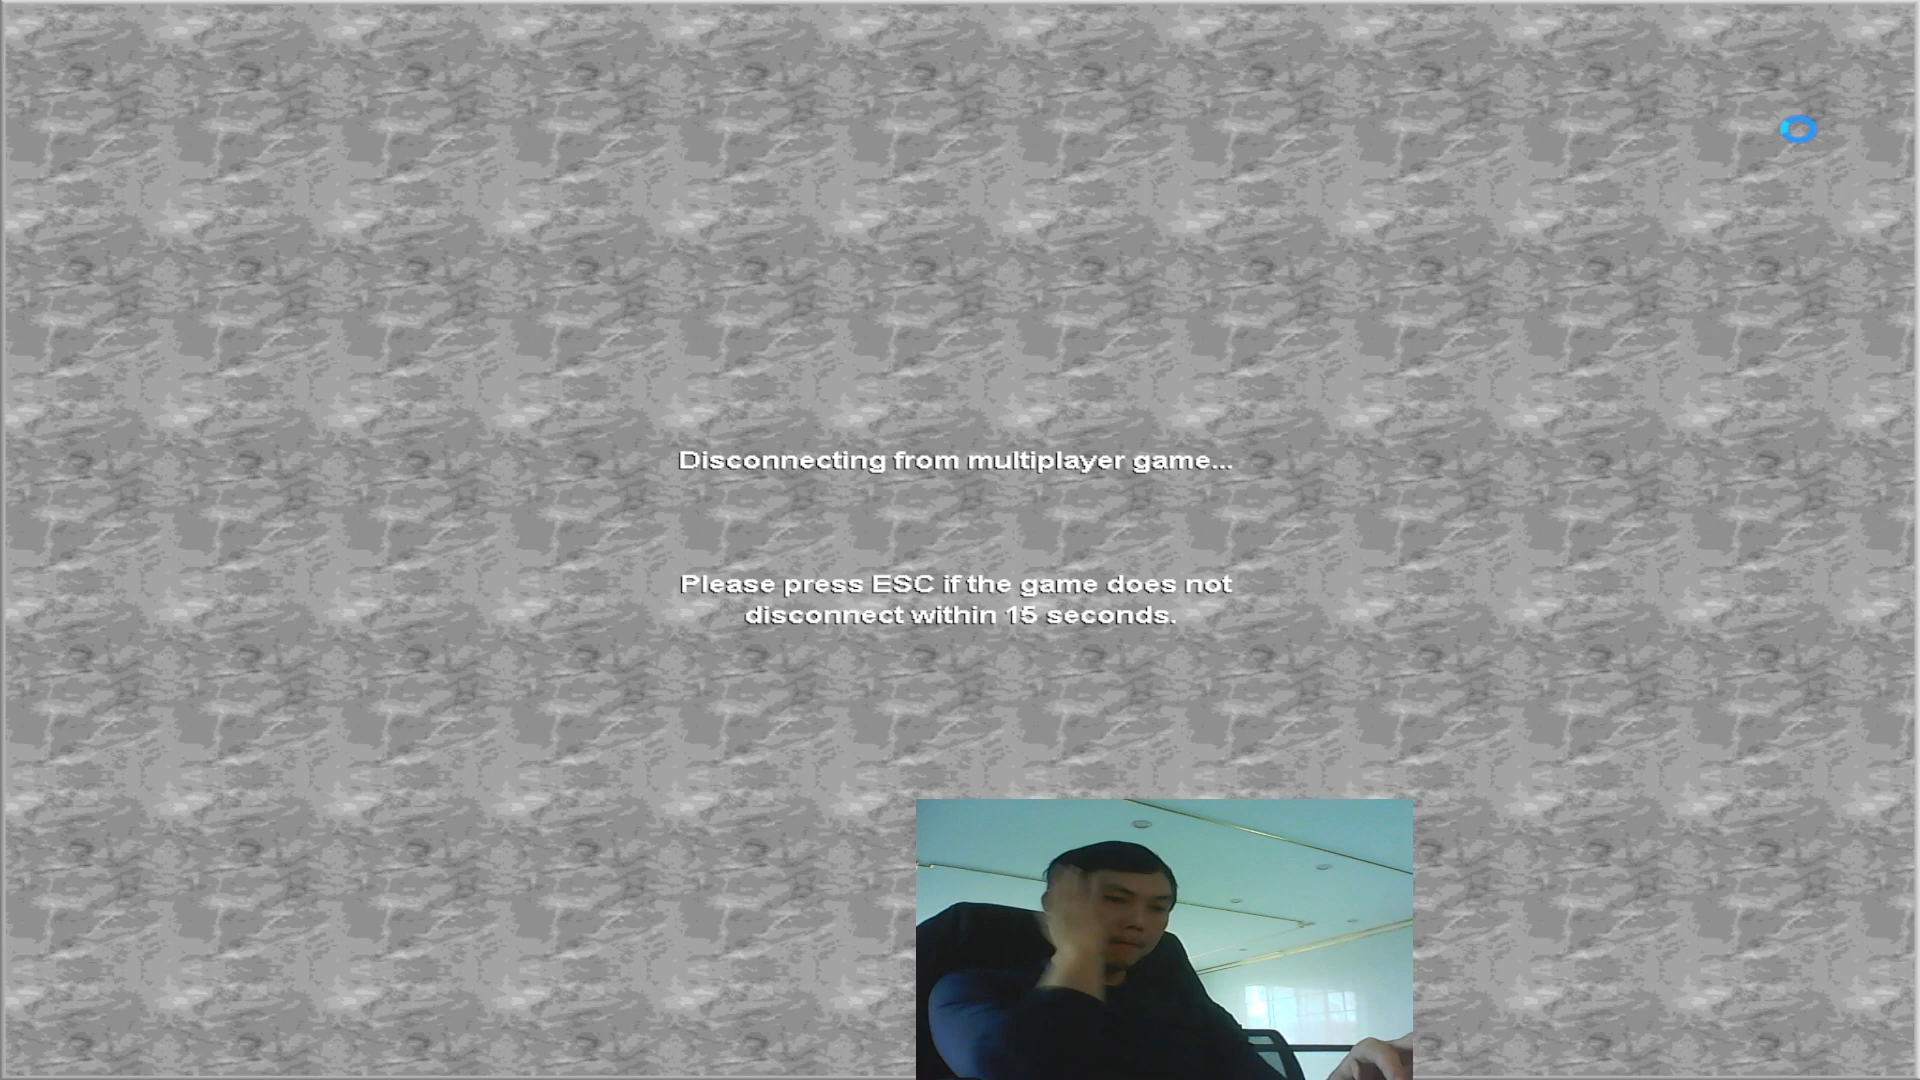 Disconnecting from multiplayer game...
Please press ESC if the game does not
disconnect within 15 seconds.